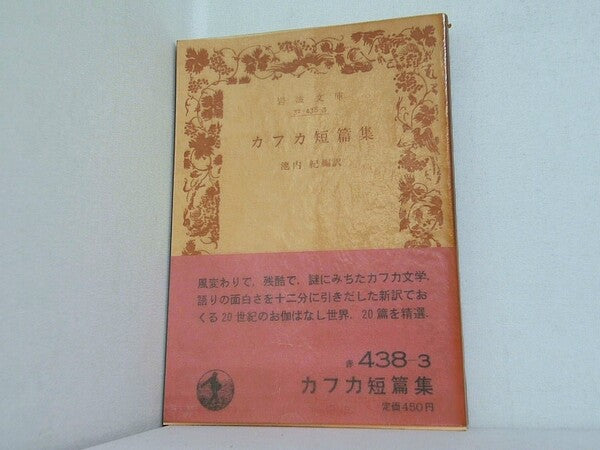 岩波文庫
赤 438-3
カフカ短篇集
池内 紀編訳
風変わりで,残酷で,謎にみちたカフカ文学.
語りの面白さを十二分に引きだした新訳でお
くる20世紀のお伽ばなし世界.20篇を精選.
赤 438-3
カフカ短篇集
定価450円